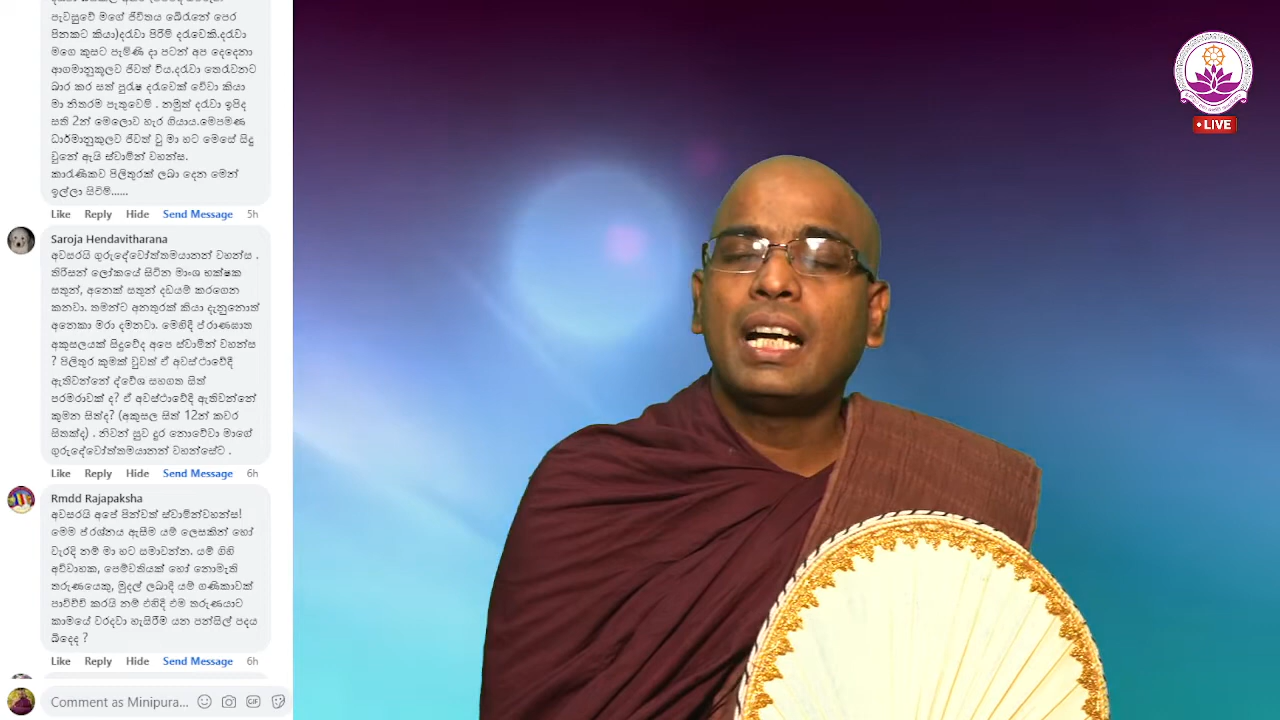 පැවසුවේ මගේ ජීවිතය බේරුනේ පෙර
පිනකට කියා)දරුවා පිරිමි දරුවෙකි.දරුවා
මගෙ කුසට පැමිණි දා පටන් අප දෙදෙනා
ආගමානුකූලව ජිවත් විය.දරුවා තෙරුවනට
බාර කර සත් පුරුෂ දරුවෙක් වේවා කියා
මා නිතරම පැතුවෙමි . නමුත් දරුවා ඉපිද
සති 2න් මෙලොව හැර ගියාය.මෙපමණ
ධාර්මානුකුලව ජිවත් වු මා හට මෙසේ සිදු
වුනේ ඇයි ස්වාමින් වහන්ස.
කාරුණිකව පිලිතුරක් ලබා දෙන මෙන්
ඉල්ලා සිටිමි......
Like Reply Hide Send Message 5h
Saroja Hendavitharana
අවසරයි ගුරුදේවෝත්තමයානන් වහන්ස .
තිරිසන් ලෝකයේ සිටින මාංශ භක්ෂක
සතුන්, අනෙක් සතුන් දඩයම් කරගෙන
කනවා. තමන්ට අනතුරක් කියා දැනුනොත්
අනෙකා මරා දමනවා. මෙහිදී ප්රාණඝාත
අකුසලයක් සිදුවේද අපෙ ස්වාමීන් වහන්ස
? පිලිතුර කුමක් වුවත් ඒ අවස්ථාවේදී
ඇතිවන්නේ ද්වේශ සහගත සිත්
පරම්පරාවක් ද? ඒ අවස්ථාවේදී ඇතිවන්නේ
කුමන සිත්ද? (අකුසල සිත් 12න් කවර
සිතක්ද) . නිවන් සුව දුර නොවේවා මාගේ
ගුරුදේවෝත්තමයානන් වහන්සේට .
Like Reply Hide Send Message 6h
Rmdd Rajapaksha
අවසරයි අපේ පින්වත් ස්වාමින්වහන්ස!
මෙම ප්රශ්නය ඇසීම යම් ලෙසකින් හෝ
වැරදි නම් මා හට සමාවන්න. යම් ගිහි
අවිවාහක, පෙම්වතියක් හෝ නොමැති
තරුණයෙකු, මුදල් ලබාදී යම් ගණිකාවක්
පාවිච්චි කරයි නම් එහිදි එම තරුණයාට
කාමයේ වරදවා හැසිරීම යන පන්සිල් පදය
බිදෙද ?
Like Reply Hide Send Message 6h
Comment as Minipura...
GIF
LIVE